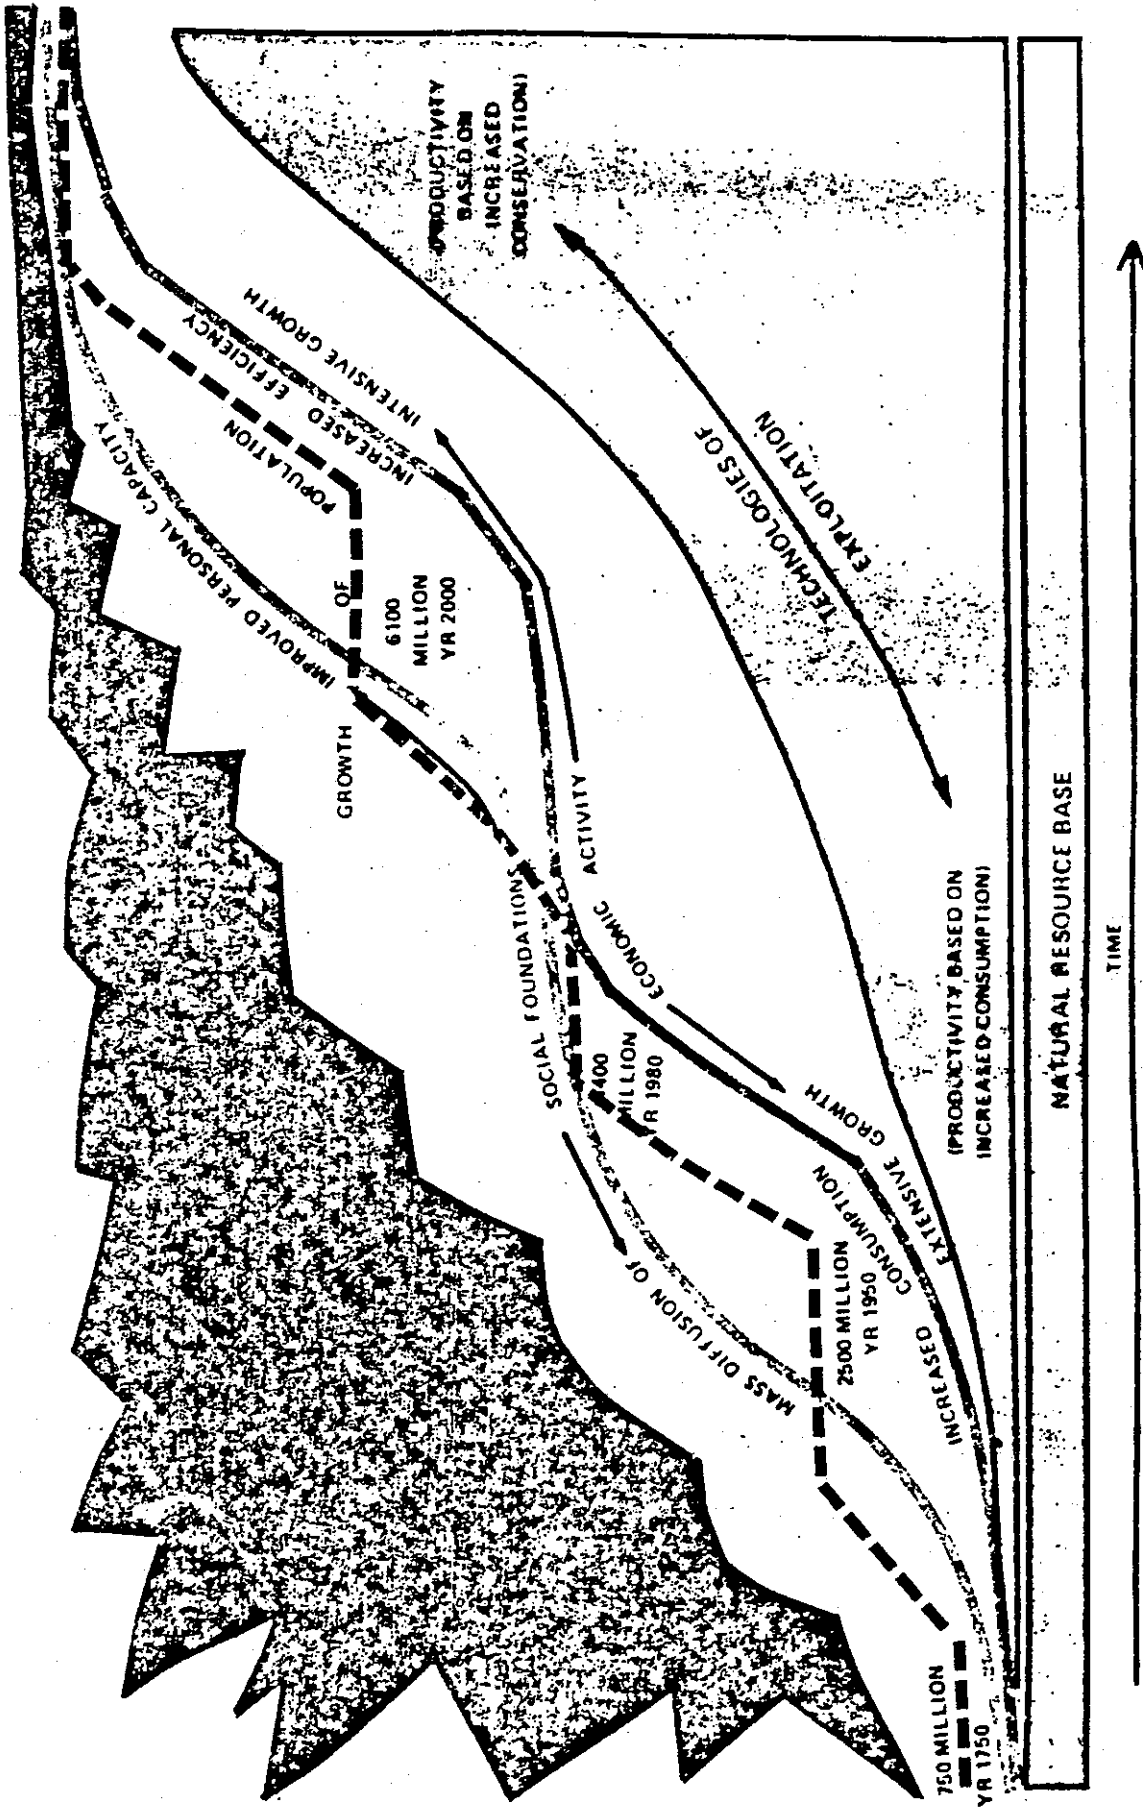 (PRODUCTIVITY
BASED ON
INCREASED
CONSERVATION)
INTENSIVE GROWTH
INCREASED EFFICIENCY
GROWTH OF POPULATION
IMPROVED PERSONAL CAPACITY
6100
MILLION
YR 2000
TECHNOLOGIES OF
EXPLOITATION
ECONOMIC ACTIVITY
SOCIAL FOUNDATIONS
MASS DIFFUSION OF
400
MILLION
YR 1980
EXTENSIVE GROWTH
INCREASED CONSUMPTION
(PRODUCTIVITY BASED ON
INCREASED CONSUMPTION)
2500 MILLION
YR 1950
750 MILLION
YR 1750
NATURAL RESOURCE BASE
TIME